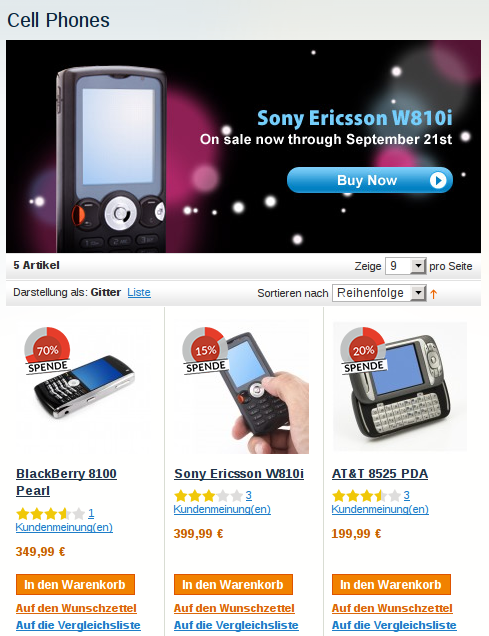 Cell Phones
Sony Ericsson W810i
On sale now through September 21st
Buy Now
5 Artikel
Zeige 9 pro Seite
Darstellung als: Gitter Liste
Sortieren nach Reihenfolge
70%
SPENDE
15%
SPENDE
20%
SPENDE
BlackBerry 8100
Pearl
1
Kundenmeinung(en)
349,99 €
In den Warenkorb
Auf den Wunschzettel
Auf die Vergleichsliste
Sony Ericsson W810i
3
Kundenmeinung(en)
399,99 €
In den Warenkorb
Auf den Wunschzettel
Auf die Vergleichsliste
AT&T 8525 PDA
3
Kundenmeinung(en)
199,99 €
In den Warenkorb
Auf den Wunschzettel
Auf die Vergleichsliste